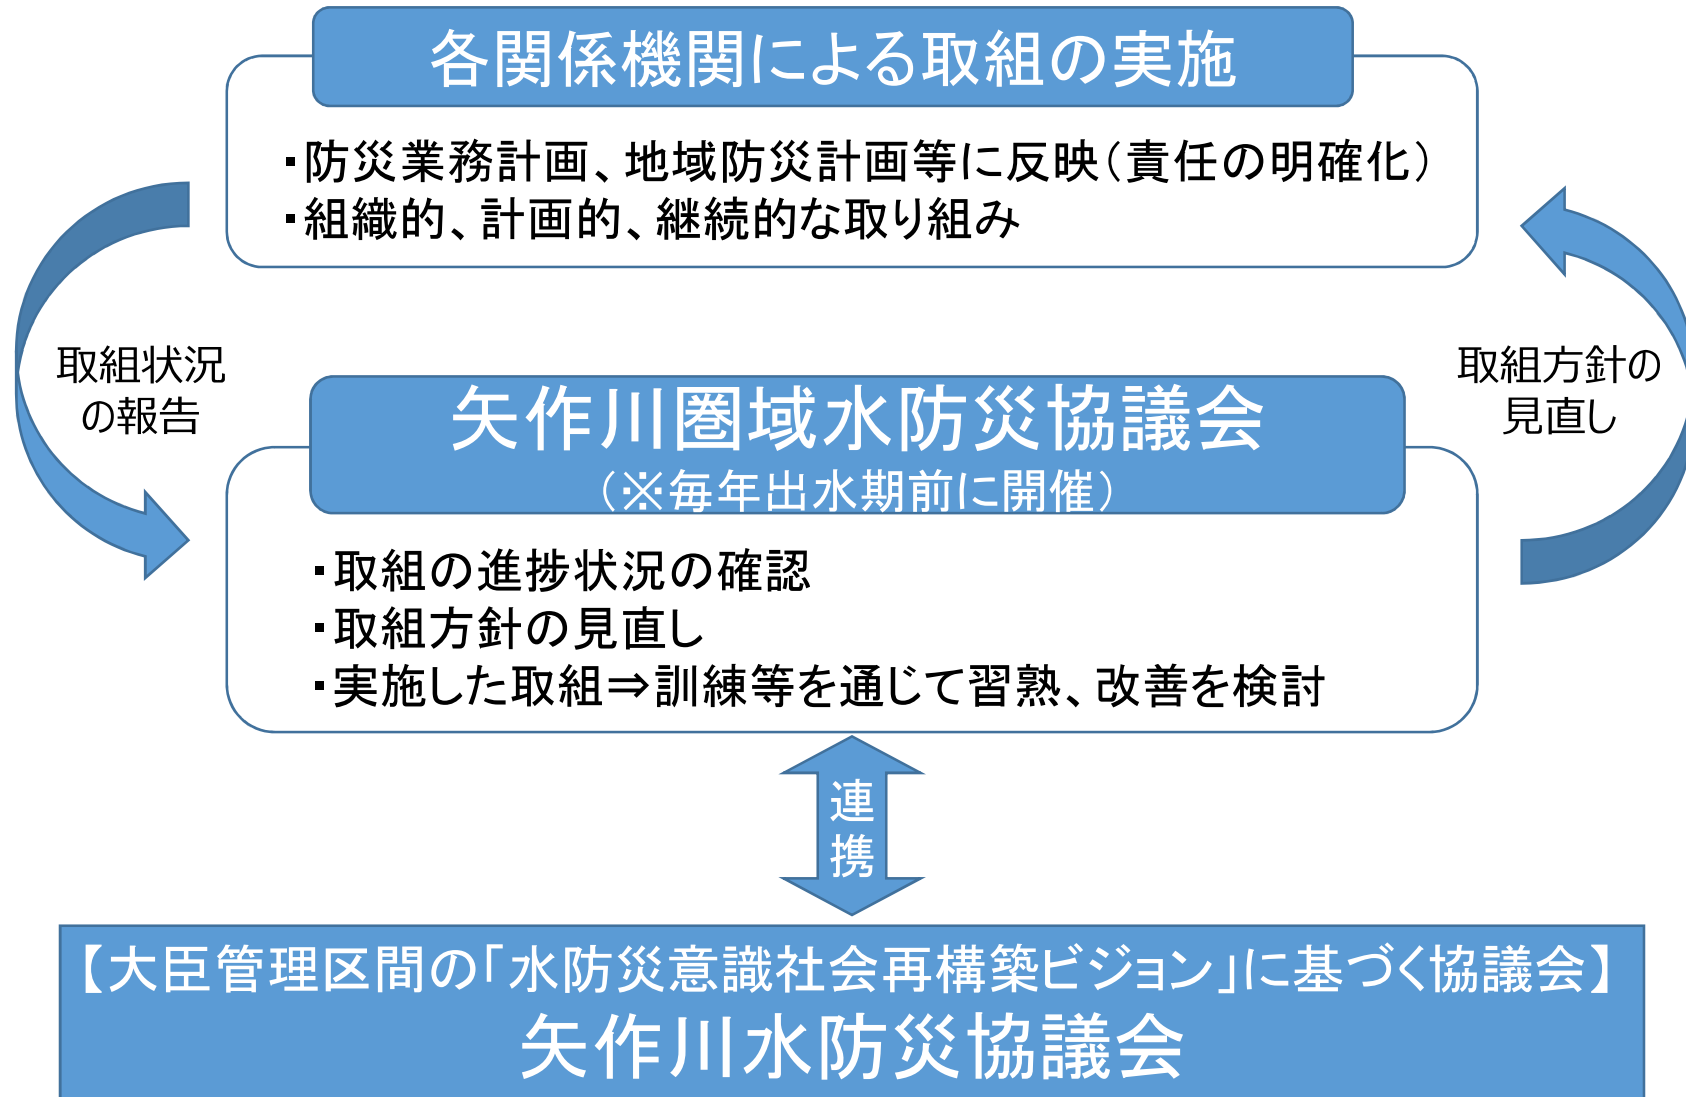 各関係機関による取組の実施
・防災業務計画、地域防災計画等に反映（責任の明確化）
・組織的、計画的、継続的な取り組み
取組状況
の報告
取組方針の
見直し
矢作川圏域水防災協議会
（※毎年出水期前に開催）
・取組の進捗状況の確認
・取組方針の見直し
・実施した取組⇒訓練等を通じて習熟、改善を検討
連
携
【大臣管理区間の「水防災意識社会再構築ビジョン」に基づく協議会】
矢作川水防災協議会